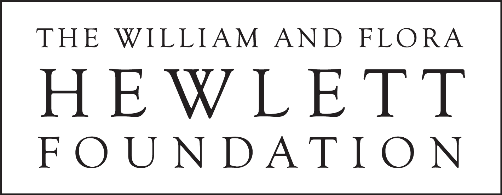 THE WILLIAM AND FLORA
HEWLETT
FOUNDATION